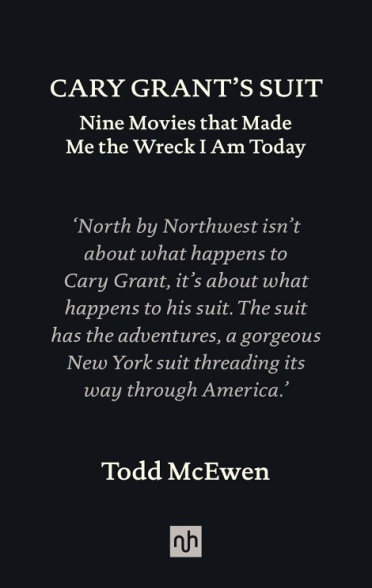 CARY GRANT’S SUIT
Nine Movies that Made
Me the Wreck I Am Today
‘North by Northwest isn’t
about what happens to
Cary Grant, it’s about what
happens to his suit. The suit
has the adventures, a gorgeous
New York suit threading its
way through America.’
Todd McEwen
nh